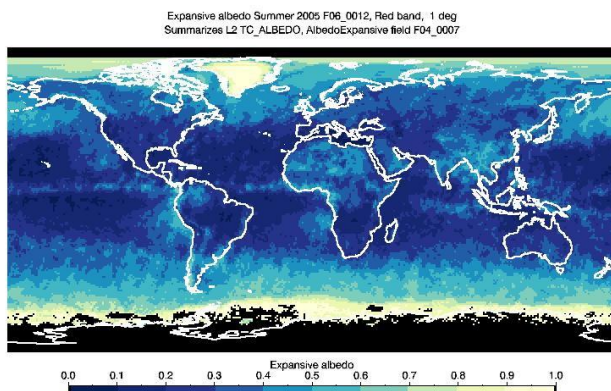 Expansive albedo Summer 2005 F06_0012, Red band, 1 deg
Summarizes L2 TC_ALBEDO, AlbedoExpansive field F04_0007
Expansive albedo
0.0 0.1 0.2 0.3 0.4 0.5 0.6 0.7 0.8 0.9 1.0